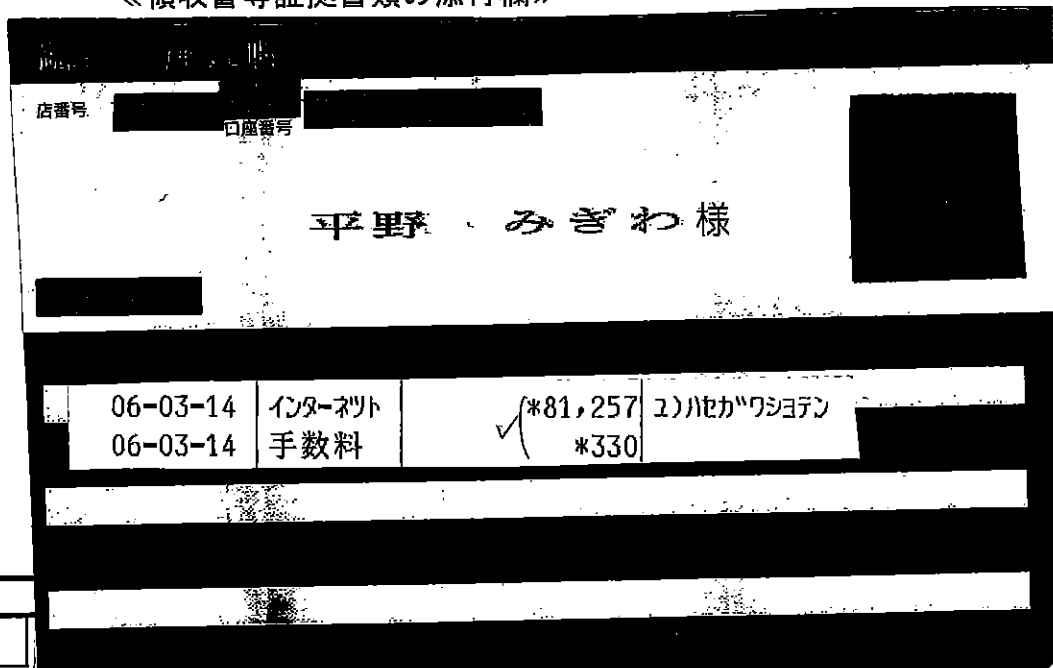 ≪領収書等証拠書類の添付欄≫
店番号
口座番号
平野 みぎわ様
06-03-14 インターネツト *81,257 ユ)ハセガワシヨテン
06-03-14 手数料 *330